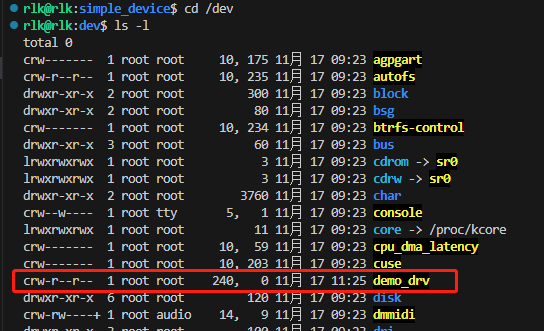 rlk@rlk:simple_device$ cd /dev
rlk@rlk:dev$ ls -l
total 0
crw------- 1 root root 10, 175 11月 17 09:23 agpgart
crw-r--r-- 1 root root 10, 235 11月 17 09:23 autofs
drwxr-xr-x 2 root root 300 11月 17 09:23 block
drwxr-xr-x 2 root root 80 11月 17 09:23 bsg
crw------- 1 root root 10, 234 11月 17 09:23 btrfs-control
drwxr-xr-x 3 root root 60 11月 17 09:23 bus
lrwxrwxrwx 1 root root 3 11月 17 09:23 cdrom -> sr0
lrwxrwxrwx 1 root root 3 11月 17 09:23 cdrw -> sr0
drwxr-xr-x 2 root root 3760 11月 17 09:23 char
crw--w---- 1 root tty 5, 1 11月 17 09:23 console
lrwxrwxrwx 1 root root 11 11月 17 09:23 core -> /proc/kcore
crw------- 1 root root 10, 59 11月 17 09:23 cpu_dma_latency
crw------- 1 root root 10, 203 11月 17 09:23 cuse
crw-r--r-- 1 root root 240, 0 11月 17 11:25 demo_drv
drwxr-xr-x 6 root root 120 11月 17 09:23 disk
crw-rw----+ 1 root audio 14, 9 11月 17 09:23 dmmidi